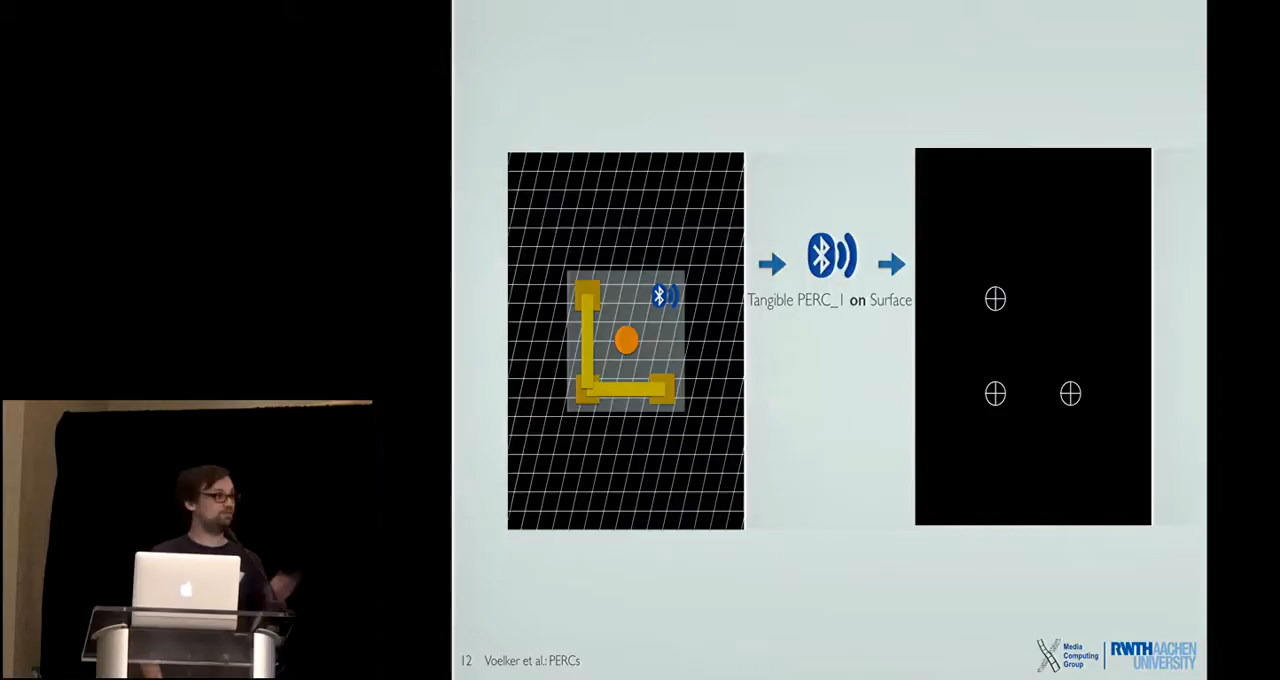 Tangible PERC_1 on Surface
12 Voelker et al.: PERCs
Media
Computing
Group
RWTH AACHEN
UNIVERSITY